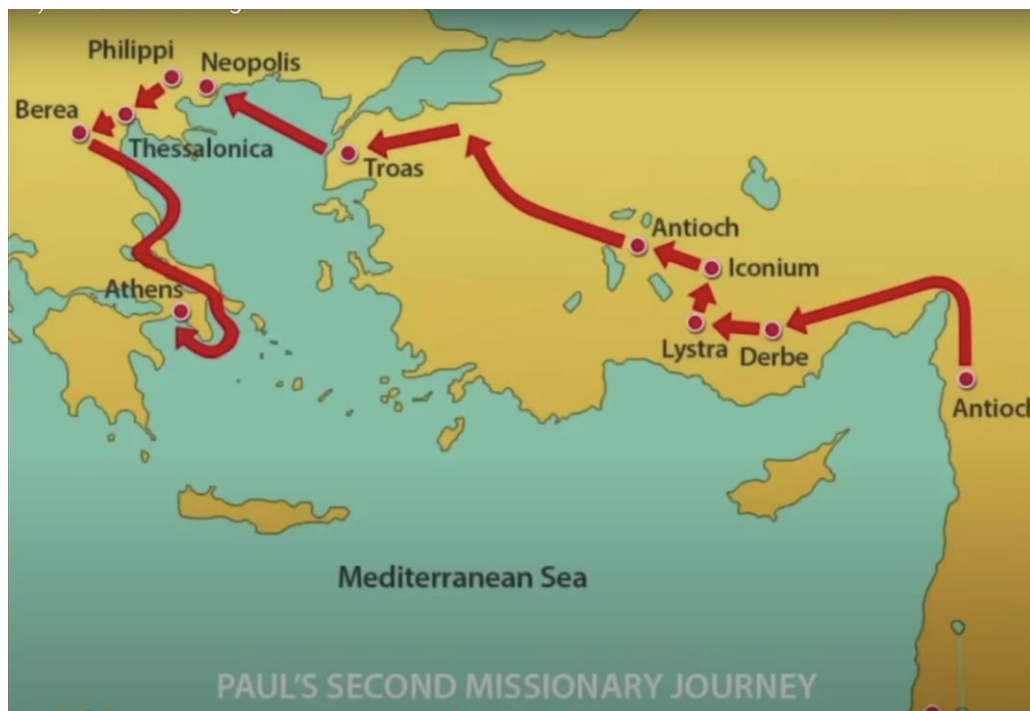 Philippi
Neopolis
Berea
Thessalonica
Troas
Antioch
Iconium
Athens
Lystra
Derbe
Antioch
Mediterranean Sea
PAUL'S SECOND MISSIONARY JOURNEY